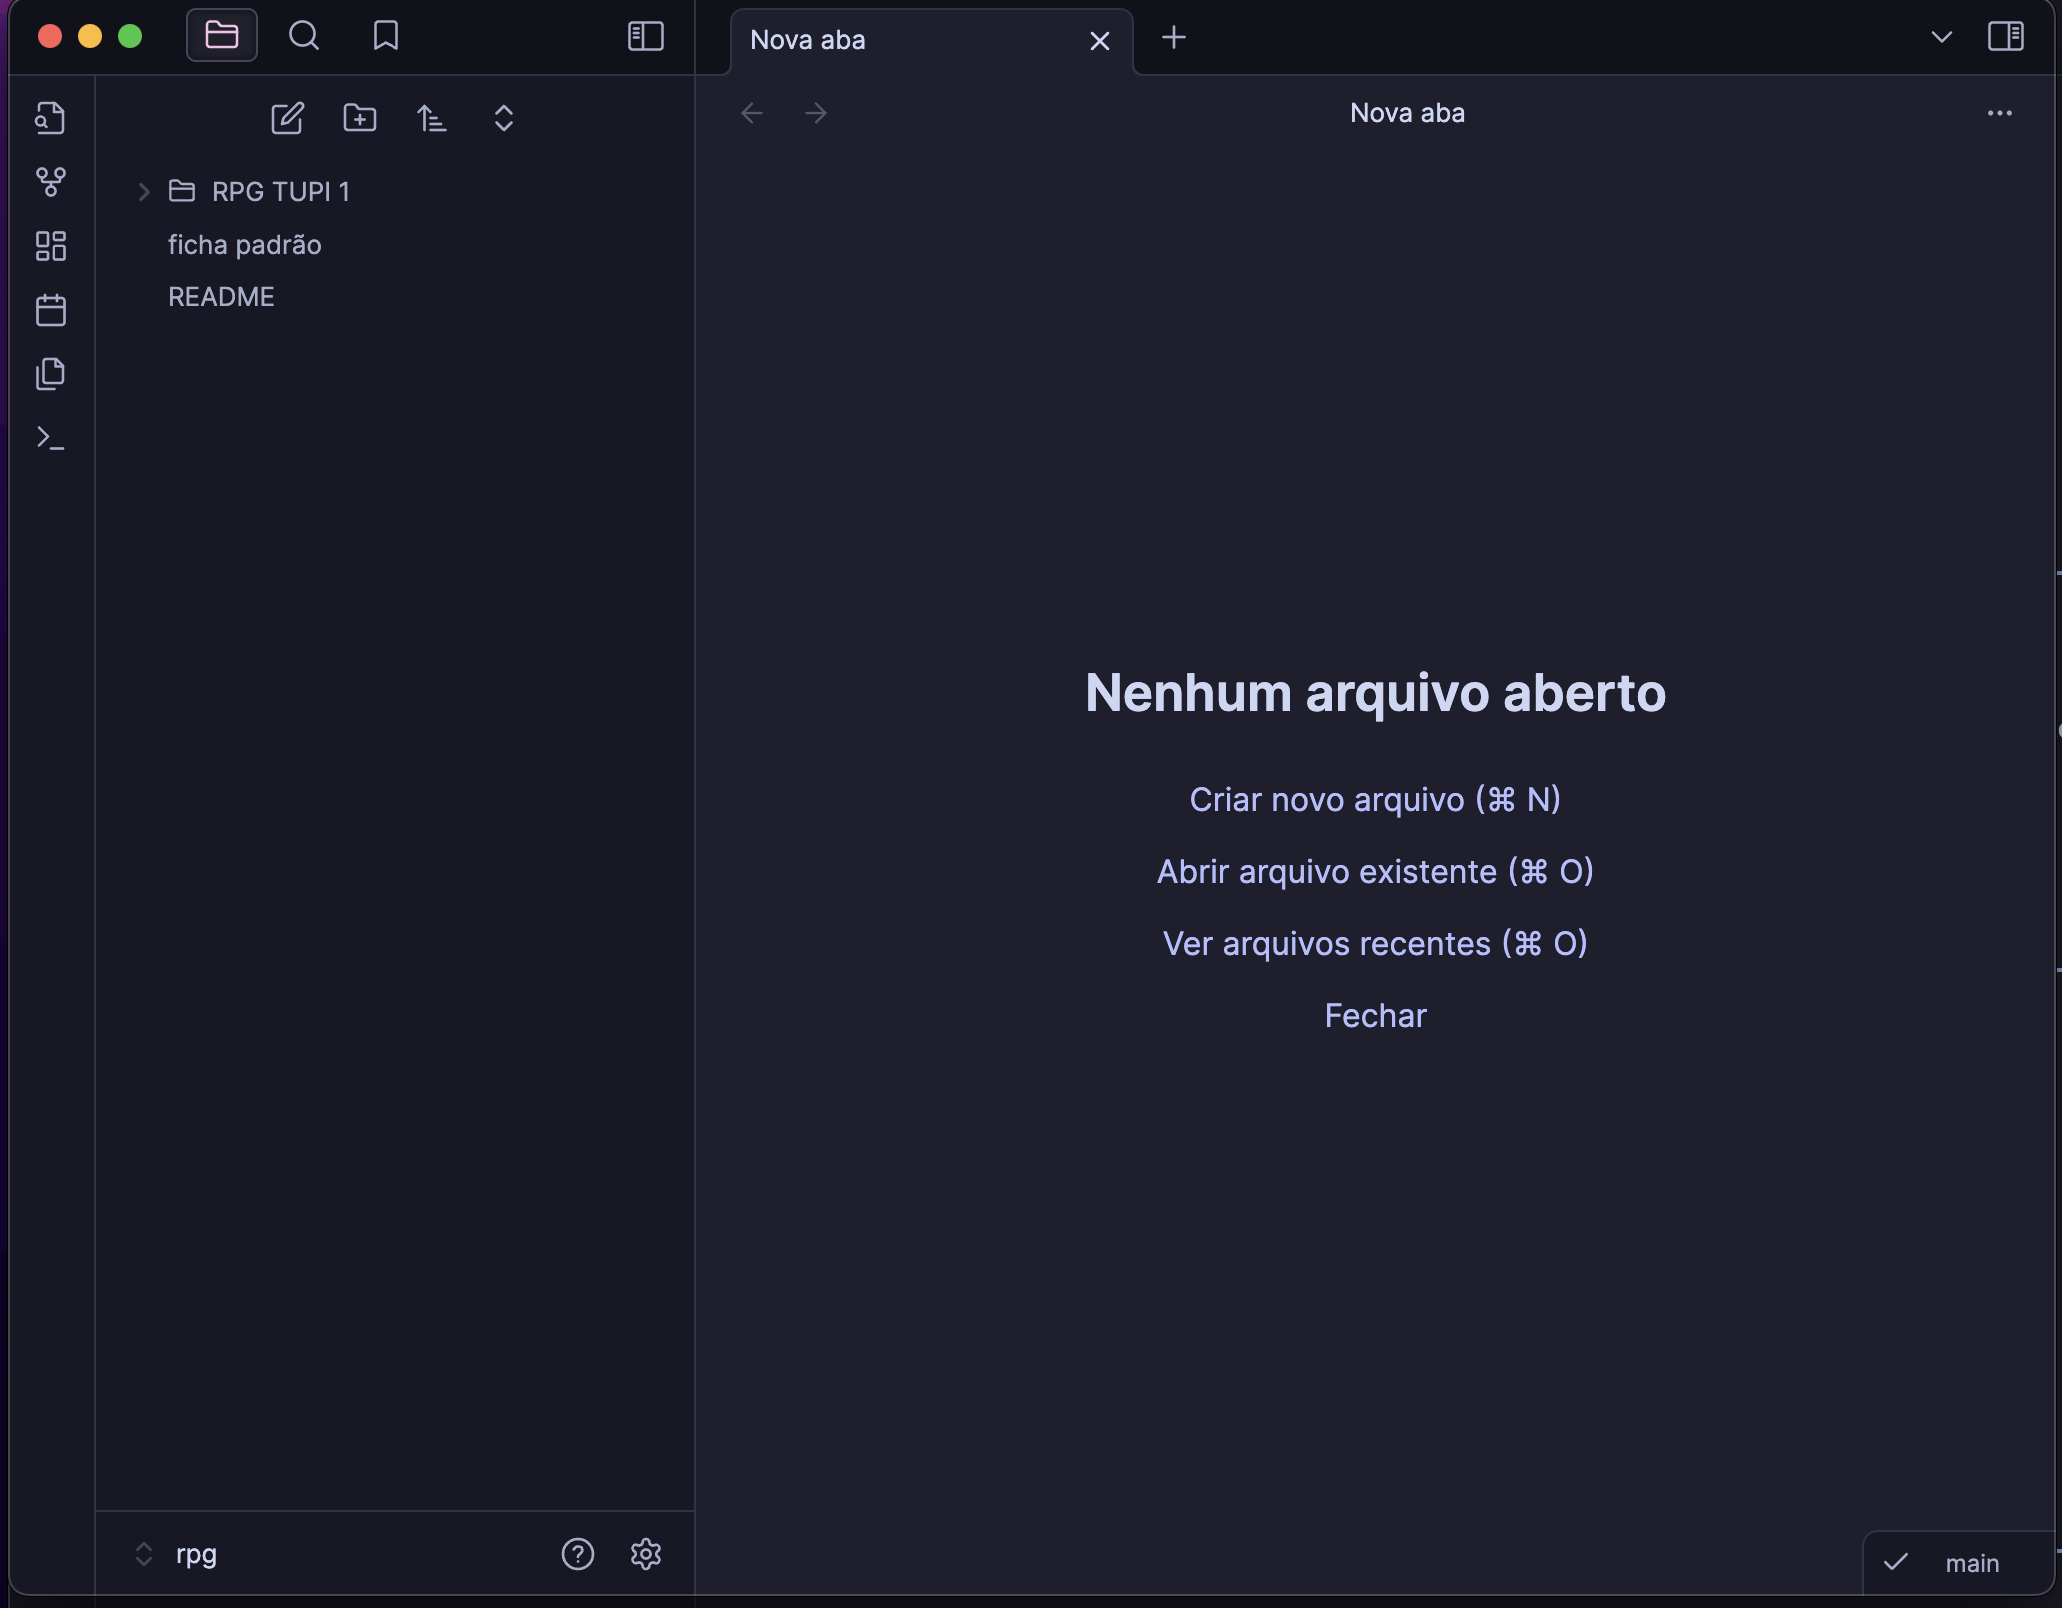 Nova aba
Nova aba
RPG TUPI 1
ficha padrão
README
Nenhum arquivo aberto
Criar novo arquivo (⌘ N)
Abrir arquivo existente (⌘ O)
Ver arquivos recentes (⌘ O)
Fechar
rpg
main